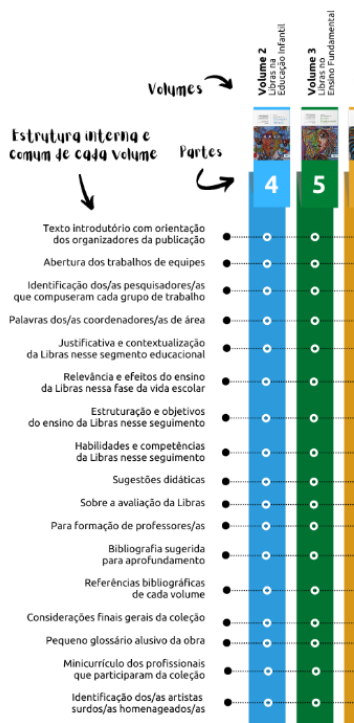 Volume 2
Libras na
Educação Infantil
Volume 3
Libras no
Ensino Fundamental
Volumes
Estrutura interna e
comum de cada volume
Partes
4
5
Texto introdutório com orientação
dos organizadores da publicação
Abertura dos trabalhos de equipes
Identificação dos/as pesquisadores/as
que compuseram cada grupo de trabalho
Palavras dos/as coordenadores/as de área
Justificativa e contextualização
da Libras nesse segmento educacional
Relevância e efeitos do ensino
da Libras nessa fase da vida escolar
Estruturação e objetivos
do ensino da Libras nesse seguimento
Habilidades e competências
da Libras nesse seguimento
Sugestões didáticas
Sobre a avaliação da Libras
Para formação de professores/as
Bibliografia sugerida
para aprofundamento
Referências bibliográficas
de cada volume
Considerações finais gerais da coleção
Pequeno glossário alusivo da obra
Minicurrículo dos profissionais
que participaram da coleção
Identificação dos/as artistas
surdos/as homenageados/as